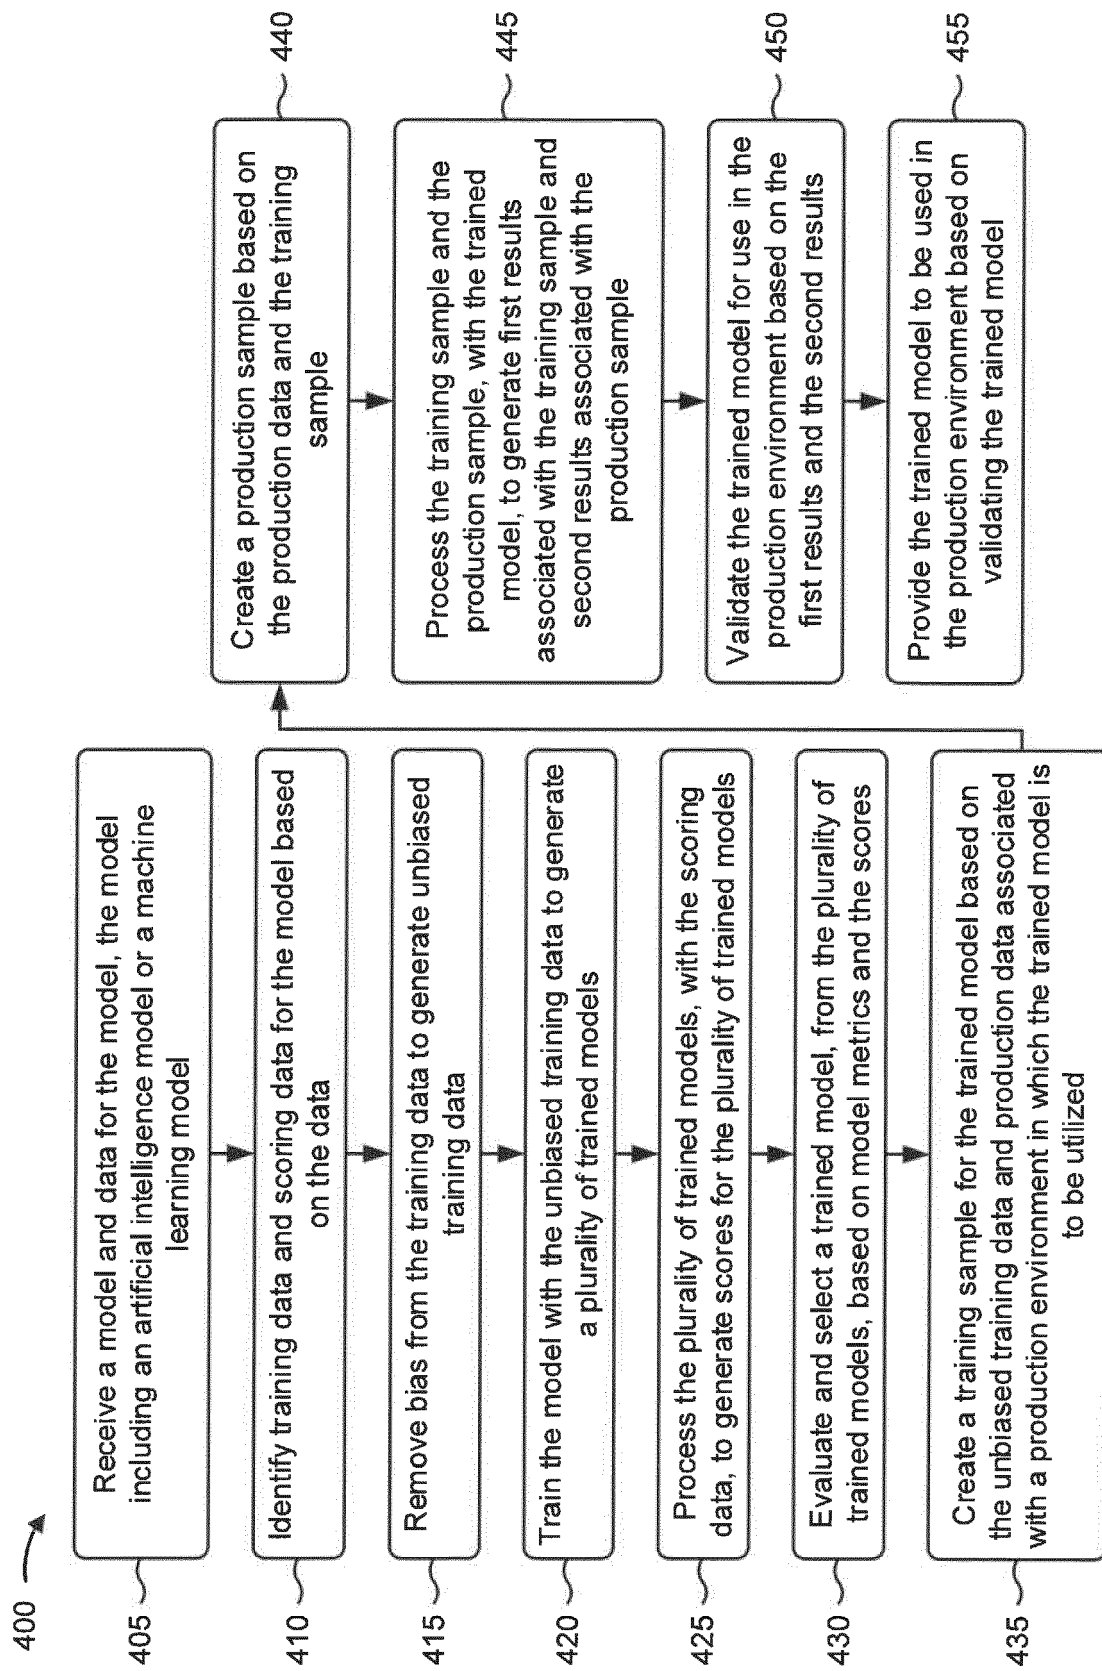 400
405
Receive a model and data for the model, the model
including an artificial intelligence model or a machine
learning model
410
Identify training data and scoring data for the model based
on the data
415
Remove bias from the training data to generate unbiased
training data
420
Train the model with the unbiased training data to generate
a plurality of trained models
425
Process the plurality of trained models, with the scoring
data, to generate scores for the plurality of trained models
430
Evaluate and select a trained model, from the plurality of
trained models, based on model metrics and the scores
435
Create a training sample for the trained model based on
the unbiased training data and production data associated
with a production environment in which the trained model is
to be utilized
440
Create a production sample based on
the production data and the training
sample
445
Process the training sample and the
production sample, with the trained
model, to generate first results
associated with the training sample and
second results associated with the
production sample
450
Validate the trained model for use in the
production environment based on the
first results and the second results
455
Provide the trained model to be used in
the production environment based on
validating the trained model